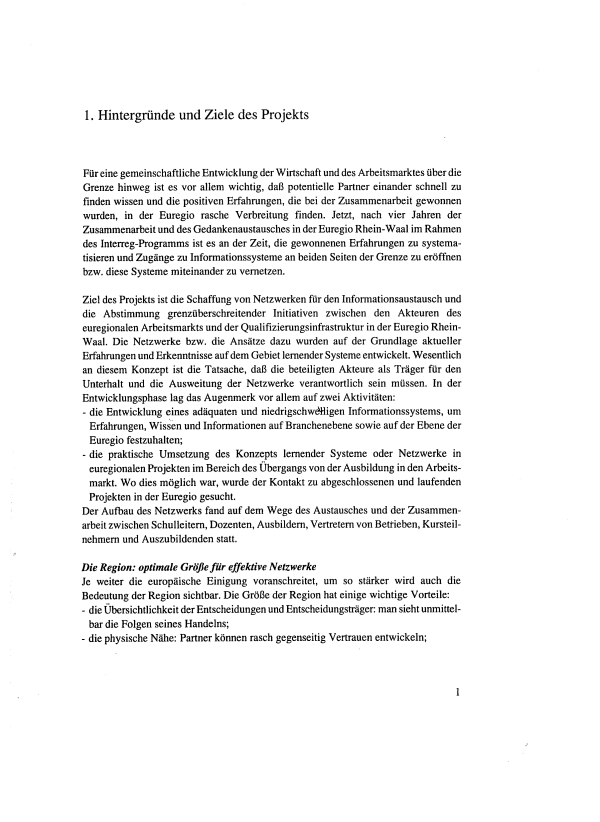 1. Hintergründe und Ziele des Projekts
Für eine gemeinschaftliche Entwicklung der Wirtschaft und des Arbeitsmarktes über die
Grenze hinweg ist es vor allem wichtig, daß potentielle Partner einander schnell zu
finden wissen und die positiven Erfahrungen, die bei der Zusammenarbeit gewonnen
wurden, in der Euregio rasche Verbreitung finden. Jetzt, nach vier Jahren der
Zusammenarbeit und des Gedankenaustausches in der Euregio Rhein-Waal im Rahmen
des Interreg-Programms ist es an der Zeit, die gewonnenen Erfahrungen zu systema-
tisieren und Zugänge zu Informationssysteme an beiden Seiten der Grenze zu eröffnen
bzw. diese Systeme miteinander zu vernetzen.
Ziel des Projekts ist die Schaffung von Netzwerken für den Informationsaustausch und
die Abstimmung grenzüberschreitender Initiativen zwischen den Akteuren des
euregionalen Arbeitsmarkts und der Qualifizierungsinfrastruktur in der Euregio Rhein-
Waal. Die Netzwerke bzw. die Ansätze dazu wurden auf der Grundlage aktueller
Erfahrungen und Erkenntnisse auf dem Gebiet lernender Systeme entwickelt. Wesentlich
an diesem Konzept ist die Tatsache, daß die beteiligten Akteure als Träger für den
Unterhalt und die Ausweitung der Netzwerke verantwortlich sein müssen. In der
Entwicklungsphase lag das Augenmerk vor allem auf zwei Aktivitäten:
- die Entwicklung eines adäquaten und niedrigschwelligen Informationssystems, um
Erfahrungen, Wissen und Informationen auf Branchenebene sowie auf der Ebene der
Euregio festzuhalten;
- die praktische Umsetzung des Konzepts lernender Systeme oder Netzwerke in
euregionalen Projekten im Bereich des Übergangs von der Ausbildung in den Arbeits-
markt. Wo dies möglich war, wurde der Kontakt zu abgeschlossenen und laufenden
Projekten in der Euregio gesucht.
Der Aufbau des Netzwerks fand auf dem Wege des Austausches und der Zusammen-
arbeit zwischen Schulleitern, Dozenten, Ausbildern, Vertretern von Betrieben, Kursteil-
nehmern und Auszubildenden statt.
Die Region: optimale Größe für effektive Netzwerke
Je weiter die europäische Einigung voranschreitet, um so stärker wird auch die
Bedeutung der Region sichtbar. Die Größe der Region hat einige wichtige Vorteile:
- die Übersichtlichkeit der Entscheidungen und Entscheidungsträger: man sieht unmittel-
bar die Folgen seines Handelns;
- die physische Nähe: Partner können rasch gegenseitig Vertrauen entwickeln;
1